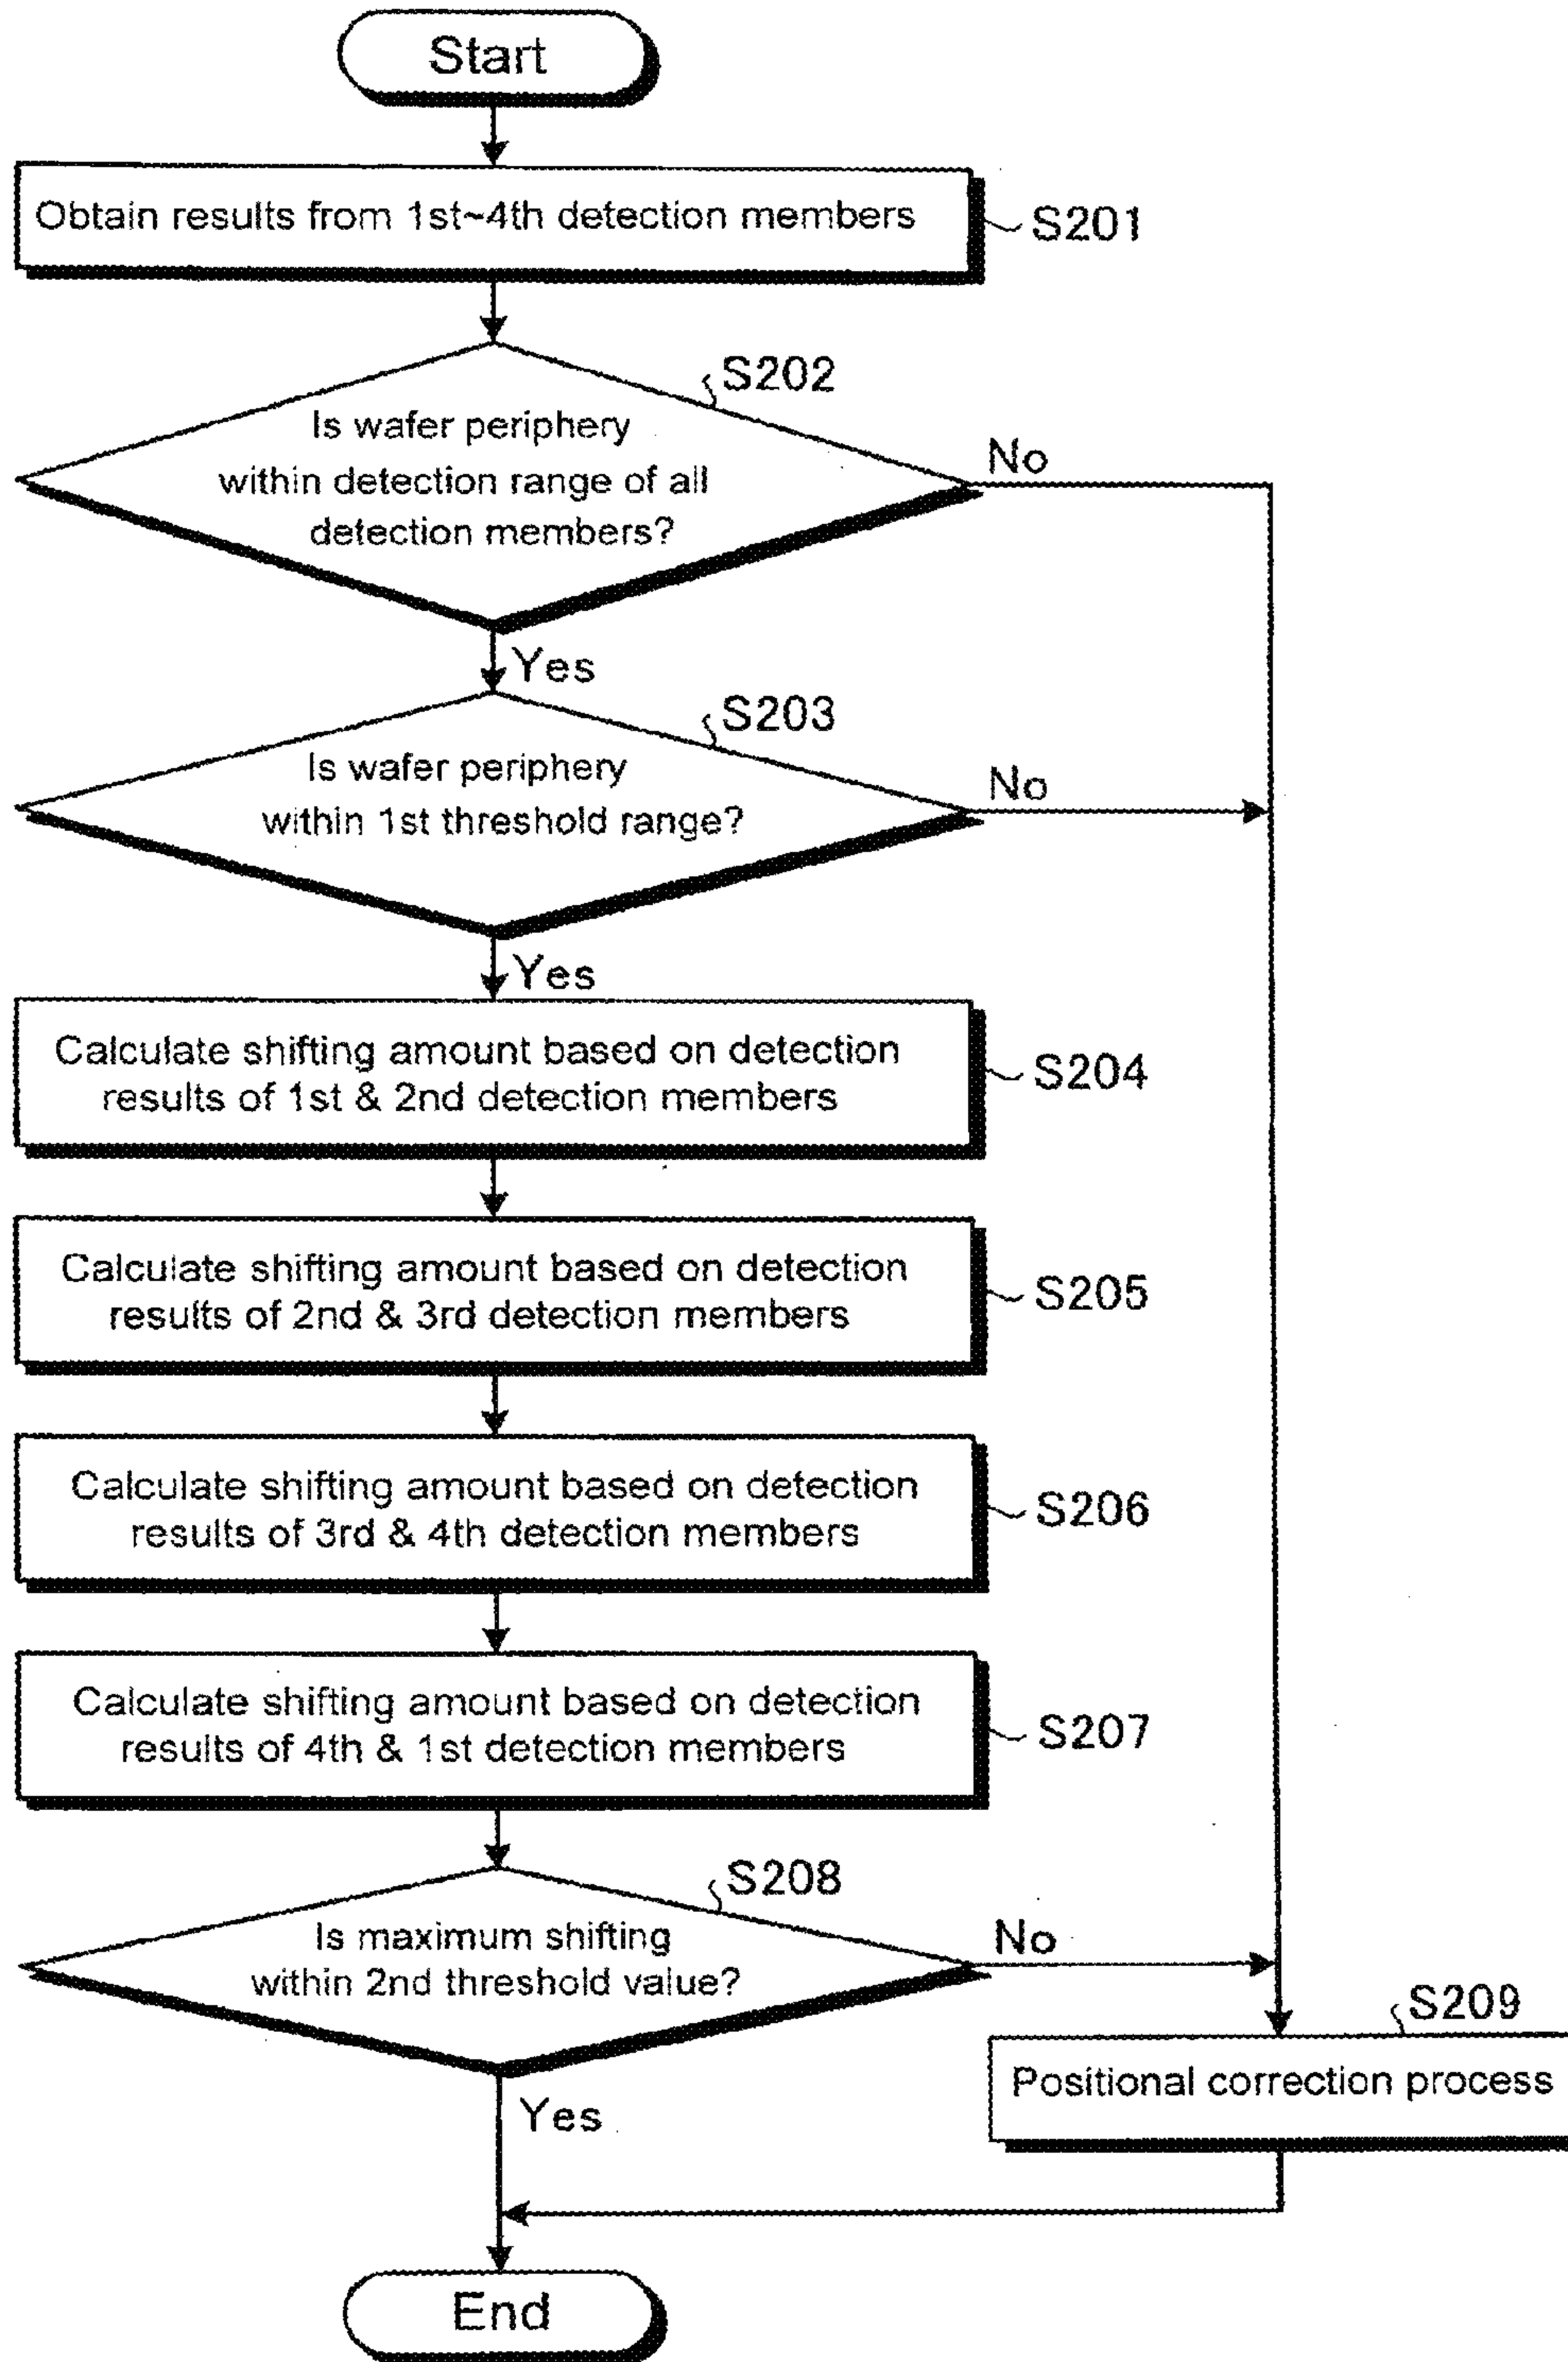 Start
Obtain results from 1st~4th detection members
S201
S202
Is wafer periphery
within detection range of all
detection members?
No
Yes
S203
Is wafer periphery
within 1st threshold range?
No
Yes
Calculate shifting amount based on detection
results of 1st & 2nd detection members
S204
Calculate shifting amount based on detection
results of 2nd & 3rd detection members
S205
Calculate shifting amount based on detection
results of 3rd & 4th detection members
S206
Calculate shifting amount based on detection
results of 4th & 1st detection members
S207
S208
Is maximum shifting
within 2nd threshold value?
No
Yes
S209
Positional correction process
End